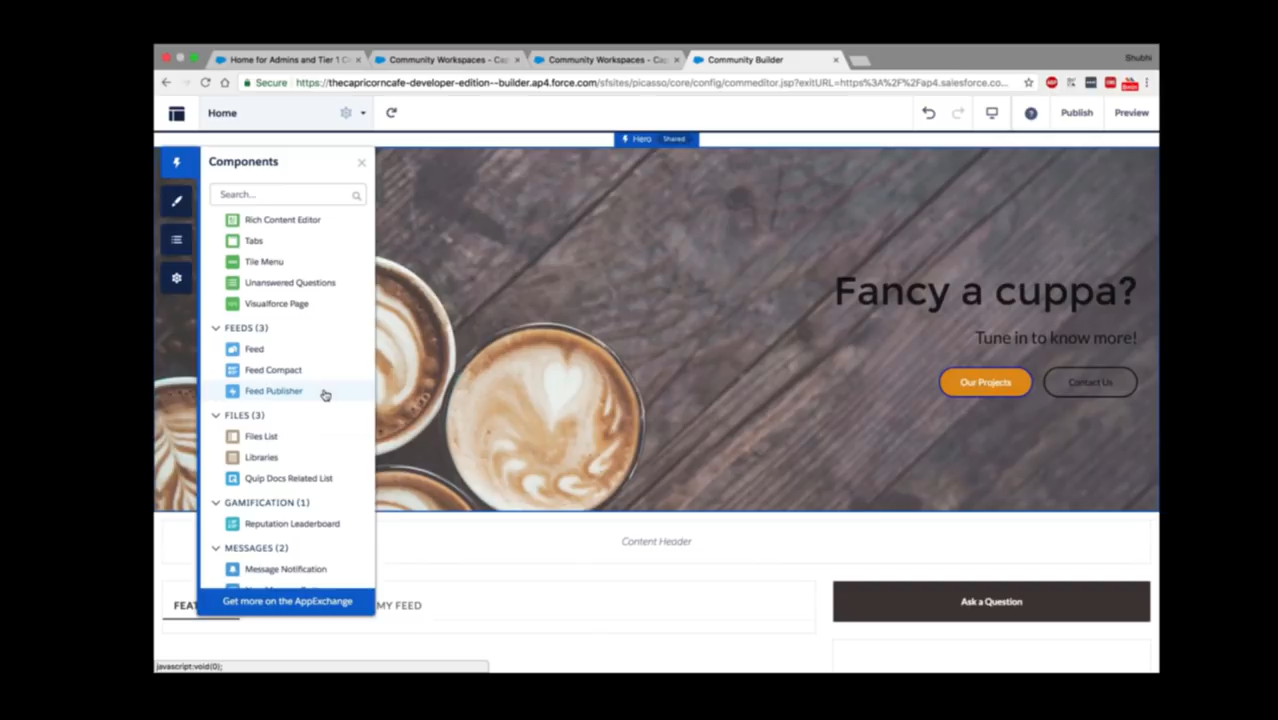 Home for Admins and Tier 1 C
Community Workspaces - Ca
Community Workspaces - Ca
Community Builder
Shubhi
Secure
https://thecapricorncafe-developer-edition--builder.ap4.force.com/sfsites/picasso/core/config/commeditor.jsp?exitURL=https%3A%2F%2Fap4.salesforce.co...
Home
Publish
Preview
Hero
Shared
Components
Search...
Rich Content Editor
Tabs
Tile Menu
Unanswered Questions
Visualforce Page
FEEDS (3)
Feed
Feed Compact
Feed Publisher
FILES (3)
Files List
Libraries
Quip Docs Related List
GAMIFICATION (1)
Reputation Leaderboard
MESSAGES (2)
Message Notification
Get more on the AppExchange
Fancy a cuppa?
Tune in to know more!
Our Projects
Contact Us
Content Header
FEAT
MY FEED
Ask a Question
javascript:void(0);